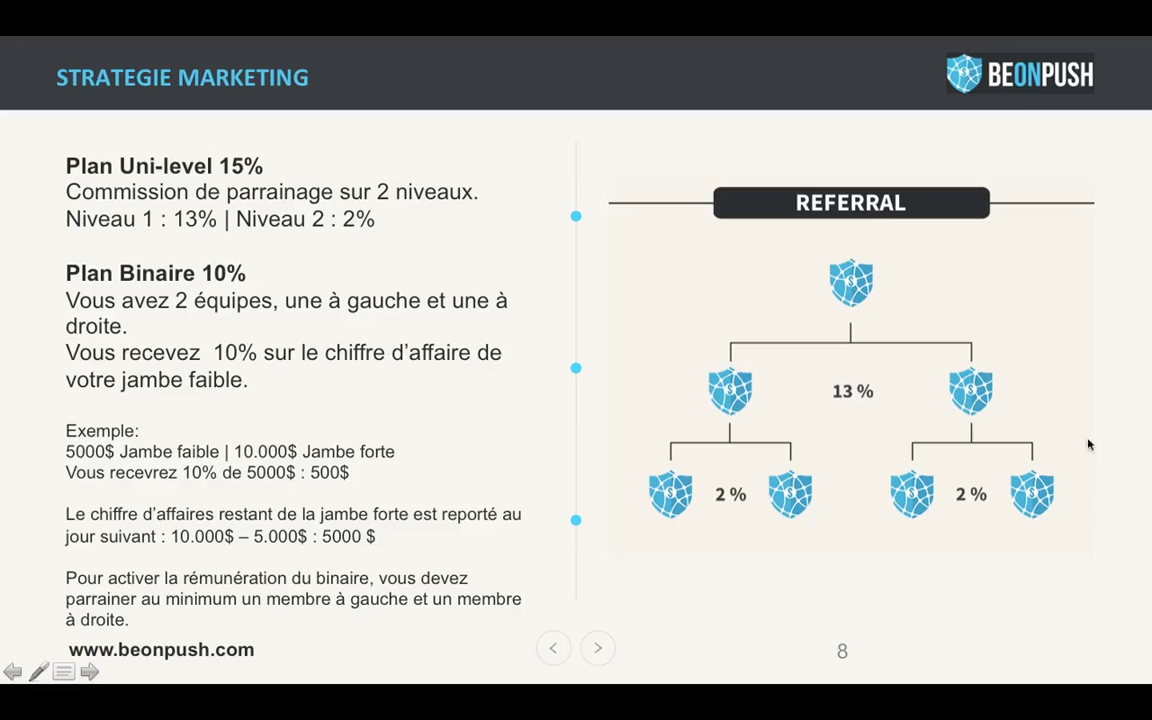 STRATEGIE MARKETING
BEONPUSH
Plan Uni-level 15%
Commission de parrainage sur 2 niveaux.
Niveau 1 : 13% | Niveau 2 : 2%
Plan Binaire 10%
Vous avez 2 équipes, une à gauche et une à
droite.
Vous recevez  10% sur le chiffre d'affaire de
votre jambe faible.
Exemple:
5000$ Jambe faible | 10.000$ Jambe forte
Vous recevrez 10% de 5000$ : 500$
Le chiffre d'affaires restant de la jambe forte est reporté au
jour suivant : 10.000$ – 5.000$ : 5000 $
Pour activer la rémunération du binaire, vous devez
parrainer au minimum un membre à gauche et un membre
à droite.
www.beonpush.com
REFERRAL
13 %
2 %
2 %
8